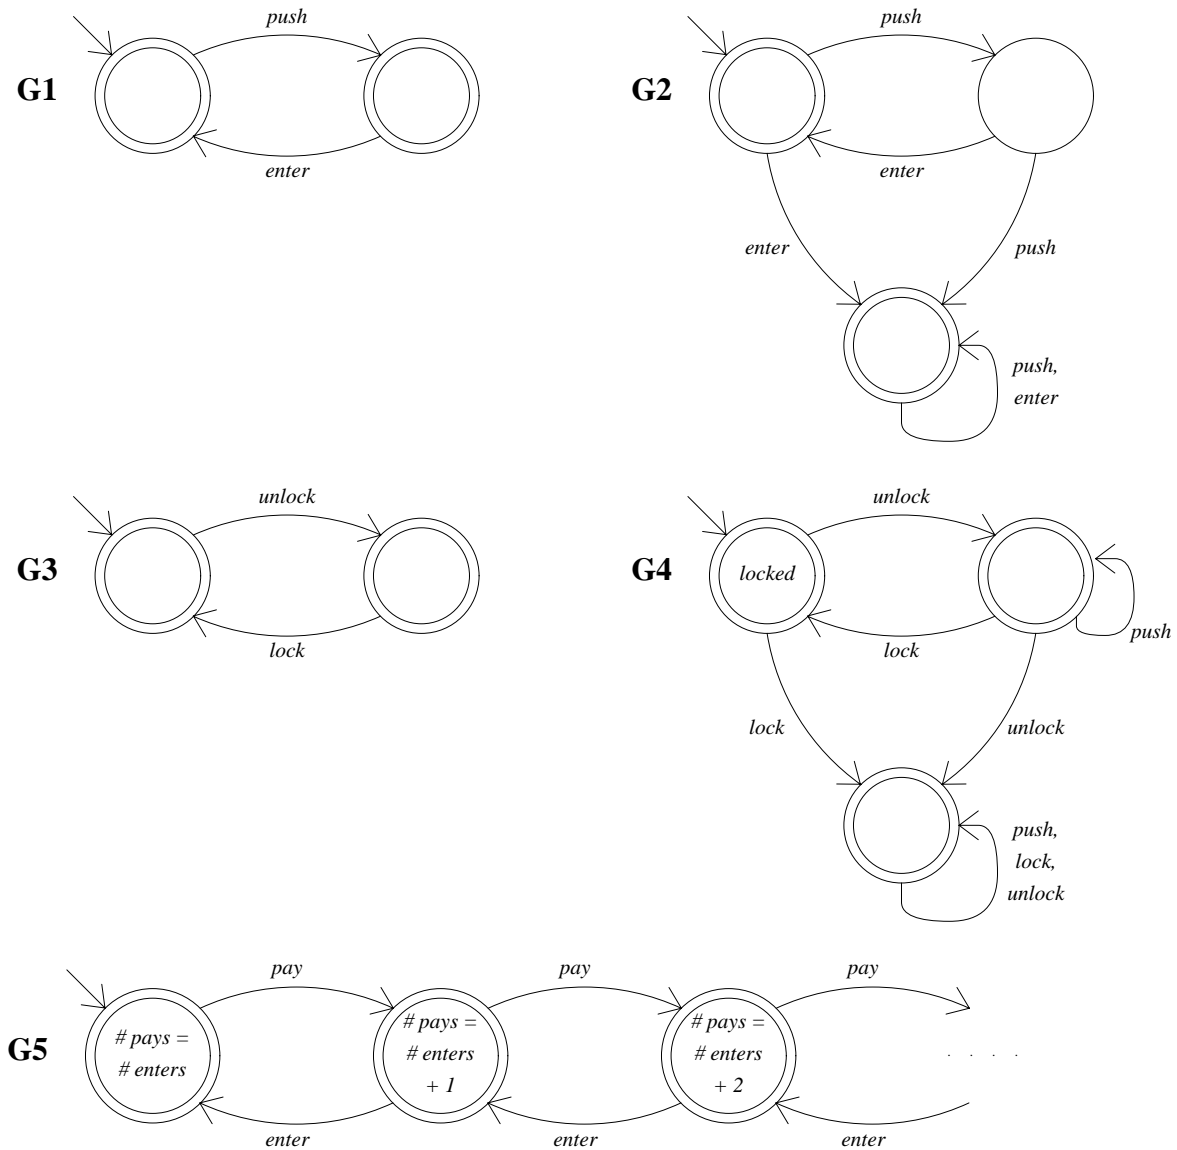 push
push
G1
G2
enter
enter
enter
push
push,
enter
unlock
unlock
G3
G4
locked
push
lock
lock
lock
unlock
push,
lock,
unlock
pay
pay
pay
G5
# pays =
# enters
# pays =
# enters
+ 1
# pays =
# enters
+ 2
. . . .
enter
enter
enter